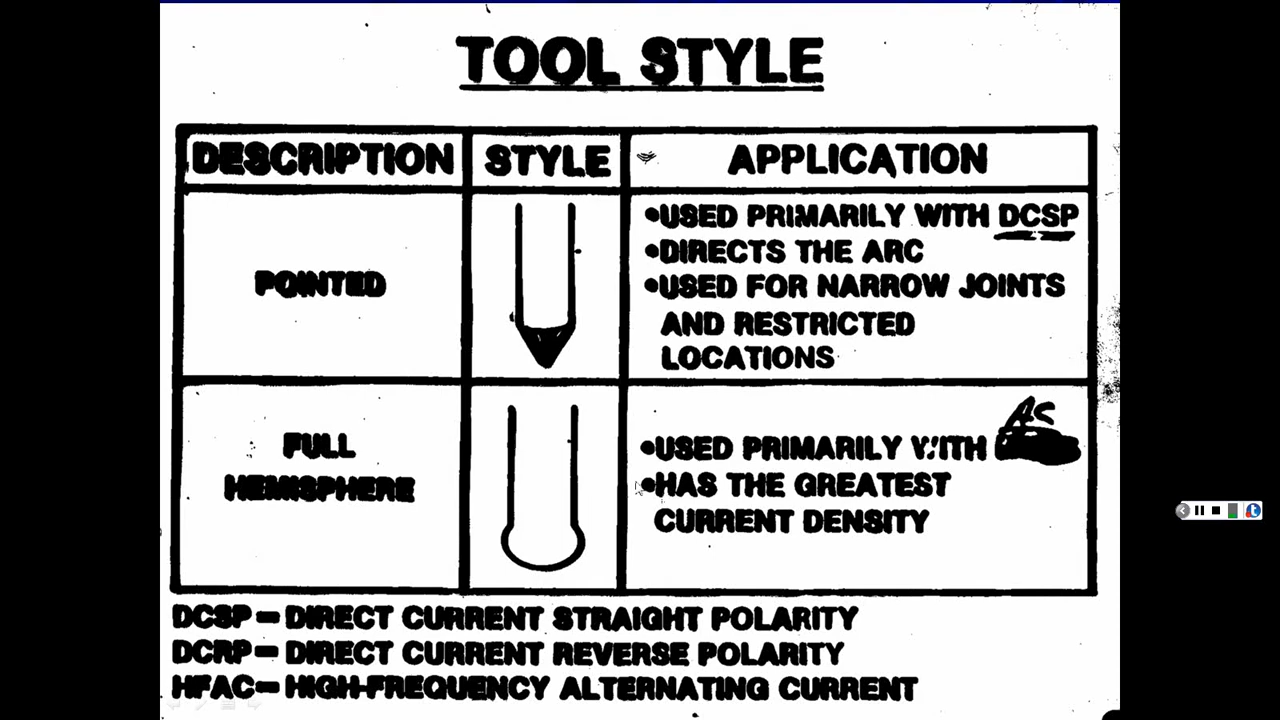 TOOL STYLE
DESCRIPTION STYLE APPLICATION
POINTED
•USED PRIMARILY WITH DCSP
•DIRECTS THE ARC
•USED FOR NARROW JOINTS
AND RESTRICTED
LOCATIONS
FULL
HEMISPHERE
AC
•USED PRIMARILY WITH
•HAS THE GREATEST
CURRENT DENSITY
DCSP — DIRECT CURRENT STRAIGHT POLARITY
DCRP — DIRECT CURRENT REVERSE POLARITY
HFAC — HIGH-FREQUENCY ALTERNATING CURRENT